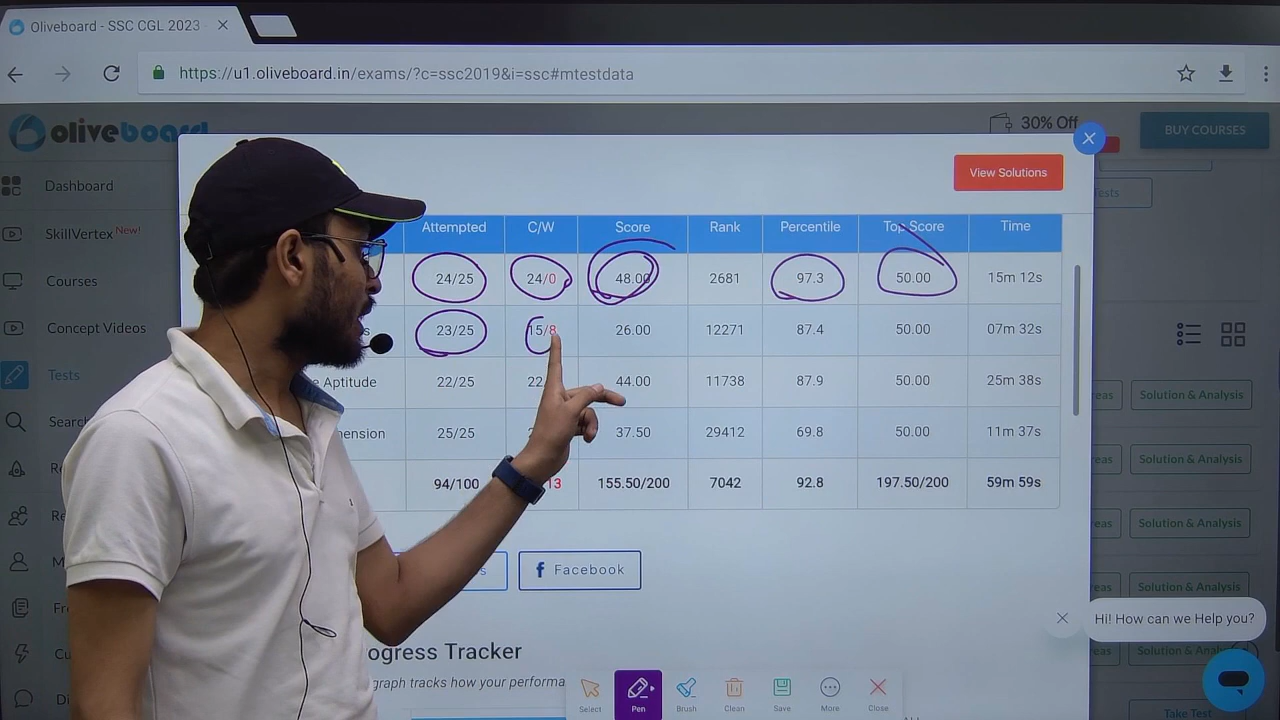 Oliveboard - SSC CGL 2023
https://u1.oliveboard.in/exams/?c=ssc2019&i=ssc#mtestdata
oliveboard
30% Off
BUY COURSES
Dashboard
SkillVertex New!
Courses
Concept Videos
Tests
View Solutions
Attempted C/W Score Rank Percentile Top Score Time
24/25 24/0 48.00 2681 97.3 50.00 15m 12s
23/25 15/8 26.00 12271 87.4 50.00 07m 32s
Aptitude 22/25 22 44.00 11738 87.9 50.00 25m 38s
25/25 37.50 29412 69.8 50.00 11m 37s
94/100 13 155.50/200 7042 92.8 197.50/200 59m 59s
Facebook
Solution & Analysis
Solution & Analysis
Solution & Analysis
Solution & Analysis
Hi! How can we Help you?
Tracker
graph tracks how your
Select Pen Brush Clean Save More Close
Take Test